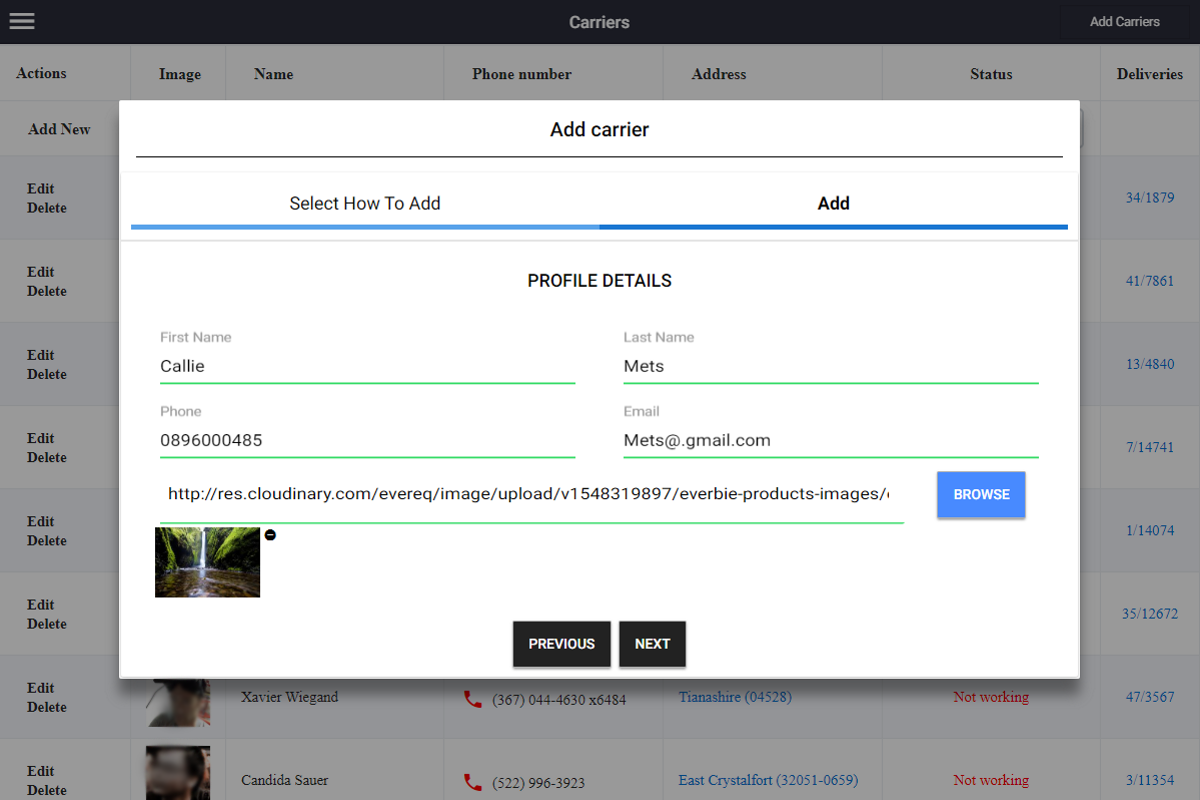 Carriers
Add Carriers
Actions
Image
Name
Phone number
Address
Status
Deliveries
Add New
Edit
Delete
34/1879
Edit
Delete
41/7861
Edit
Delete
13/4840
Edit
Delete
7/14741
Edit
Delete
1/14074
Edit
Delete
35/12672
Add carrier
Select How To Add
Add
PROFILE DETAILS
First Name
Callie
Last Name
Mets
Phone
0896000485
Email
Mets@.gmail.com
http://res.cloudinary.com/evereq/image/upload/v1548319897/everbie-products-images/
BROWSE
PREVIOUS
NEXT
Edit
Delete
Xavier Wiegand
(367) 044-4630 x6484
Tianashire (04528)
Not working
47/3567
Edit
Delete
Candida Sauer
(522) 996-3923
East Crystalfort (32051-0659)
Not working
3/11354